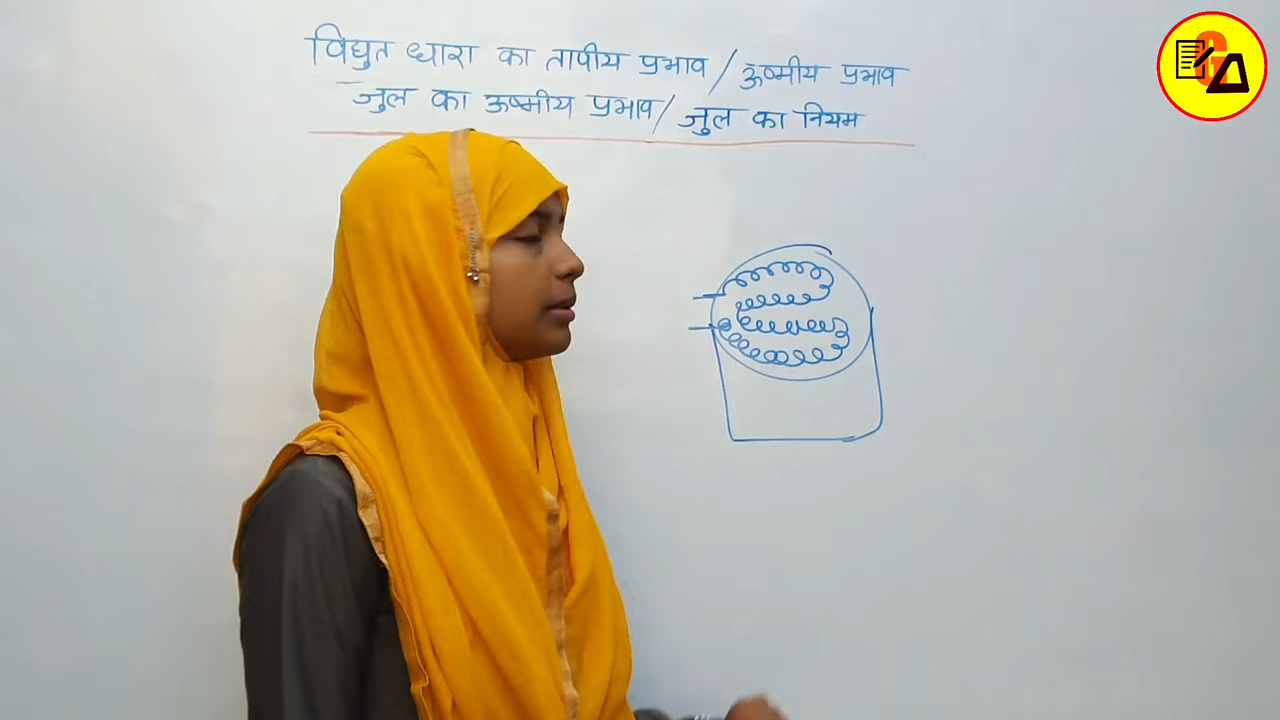 विद्युत धारा का तापीय प्रभाव / ऊष्मीय प्रभाव
जुल का ऊष्मीय प्रभाव / जुल का नियम